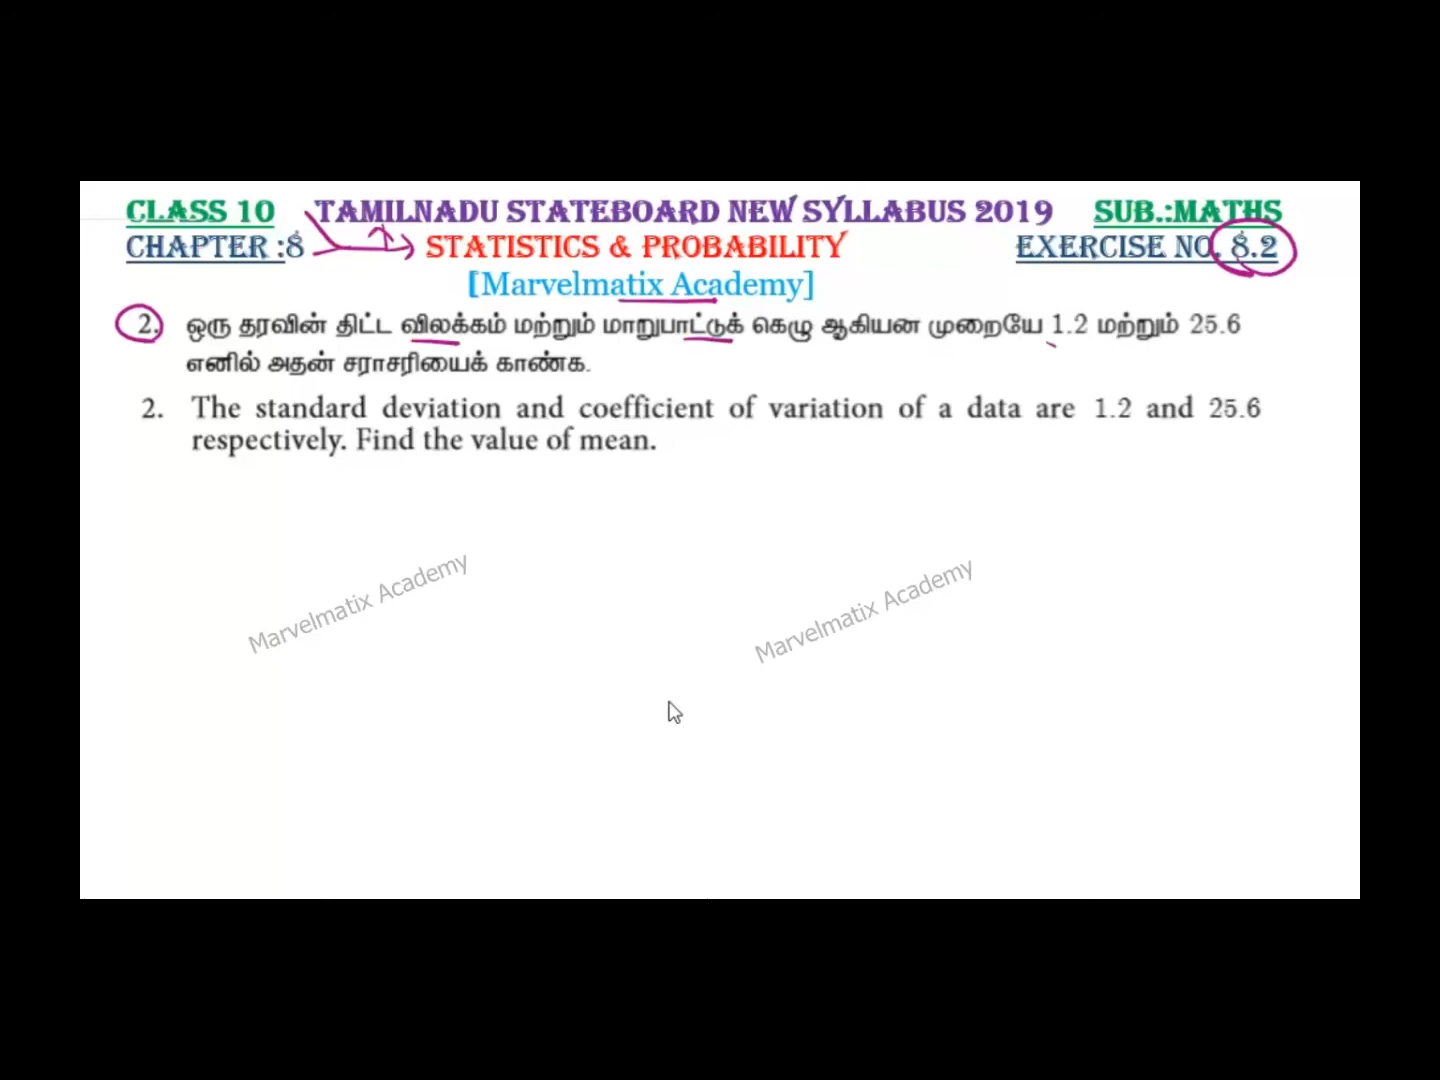 CLASS 10 TAMILNADU STATEBOARD NEW SYLLABUS 2019 SUB.:MATHS
CHAPTER :8 STATISTICS & PROBABILITY EXERCISE NO. 8.2
[Marvelmatix Academy]
2. ஒரு தரவின் திட்ட விலக்கம் மற்றும் மாறுபாட்டுக் கெழு ஆகியன முறையே 1.2 மற்றும் 25.6
எனில் அதன் சராசரியைக் காண்க.
2. The standard deviation and coefficient of variation of a data are 1.2 and 25.6
respectively. Find the value of mean.
Marvelmatix Academy
Marvelmatix Academy